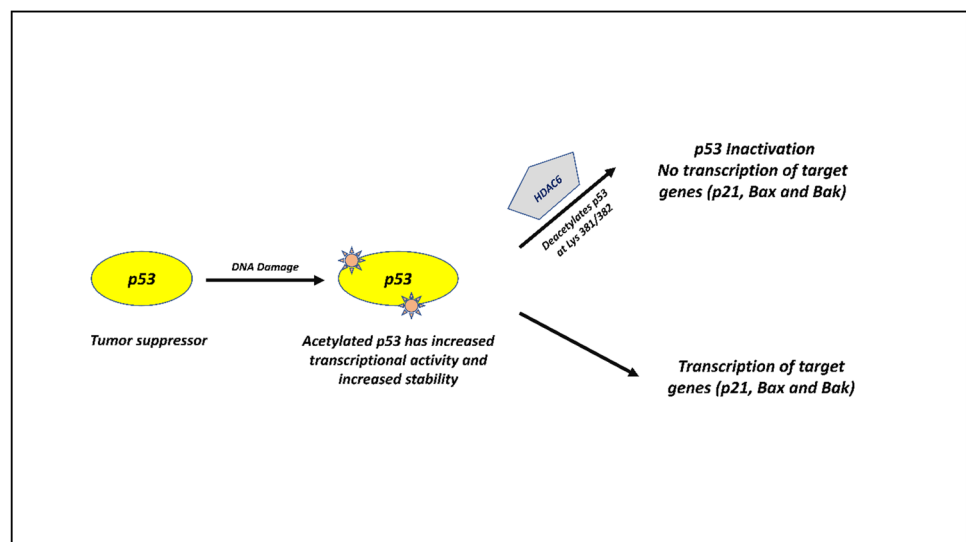 p53
Tumor suppressor
DNA Damage
p53
Acetylated p53 has increased
transcriptional activity and
increased stability
HDAC6
Deacetylates p53
at Lys 381/382
p53 Inactivation
No transcription of target
genes (p21, Bax and Bak)
Transcription of target
genes (p21, Bax and Bak)